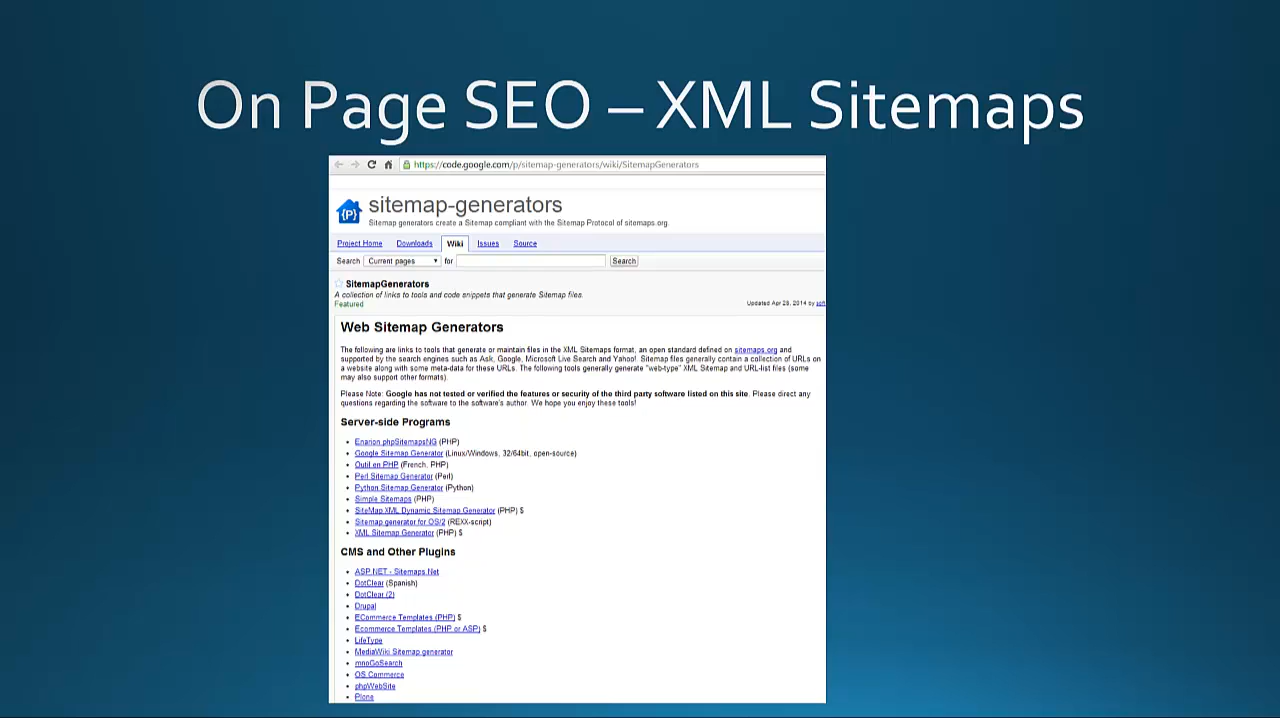 On Page SEO – XML Sitemaps
https://code.google.com/p/sitemap-generators/wiki/SitemapGenerators
{P}
sitemap-generators
Sitemap generators create a Sitemap compliant with the Sitemap Protocol of sitemaps.org.
Project Home Downloads Wiki Issues Source
Search Current pages for Search
SitemapGenerators
A collection of links to tools and code snippets that generate Sitemap files.
Featured
Updated Apr 28, 2014 by
Web Sitemap Generators
The following are links to tools that generate or maintain files in the XML Sitemaps format, an open standard defined on sitemaps.org and
supported by the search engines such as Ask, Google, Microsoft Live Search and Yahoo!. Sitemap files generally contain a collection of URLs on
a website along with some meta-data for these URLs. The following tools generally generate "web-type" XML Sitemap and URL-list files (some
may also support other formats).
Please Note: Google has not tested or verified the features or security of the third party software listed on this site. Please direct any
questions regarding the software to the software's author. We hope you enjoy these tools!
Server-side Programs
• Enarion phpSitemapsNG (PHP)
• Google Sitemap Generator (Linux/Windows, 32/64bit, open-source)
• Outil en PHP (French, PHP)
• Perl Sitemap Generator (Perl)
• Python Sitemap Generator (Python)
• Simple Sitemaps (PHP)
• SiteMap XML Dynamic Sitemap Generator (PHP) $
• Sitemap generator for OS/2 (REXX-script)
• XML Sitemap Generator (PHP) $
CMS and Other Plugins
• ASP.NET - Sitemaps.Net
• DotClear (Spanish)
• DotClear (2)
• Drupal
• ECommerce Templates (PHP) $
• Ecommerce Templates (PHP or ASP) $
• LifeType
• MediaWiki Sitemap generator
• mnoGoSearch
• OS Commerce
• phpWebSite
• Plone